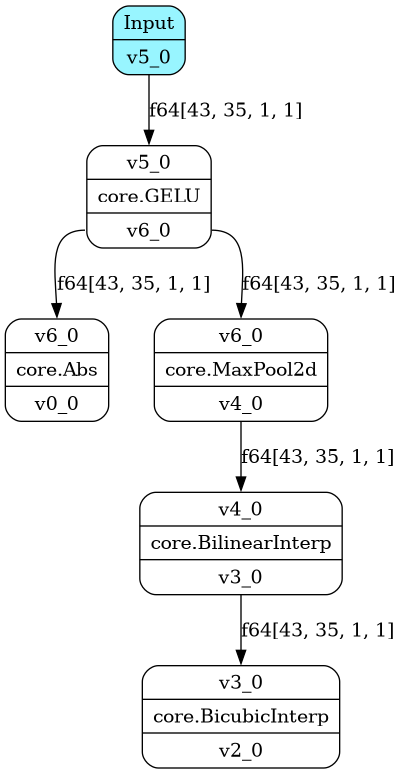 Input
v5_0
f64[43, 35, 1, 1]
v5_0
core.GELU
v6_0
f64[43, 35, 1, 1]
f64[43, 35, 1, 1]
v6_0
core.Abs
v0_0
v6_0
core.MaxPool2d
v4_0
f64[43, 35, 1, 1]
v4_0
core.BilinearInterp
v3_0
f64[43, 35, 1, 1]
v3_0
core.BicubicInterp
v2_0